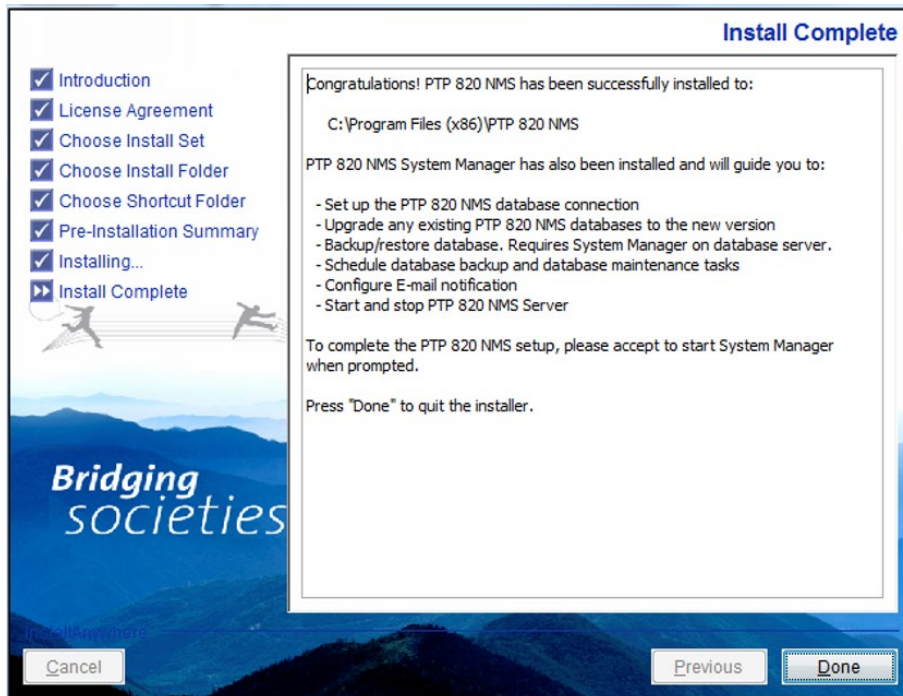 Install Complete
Introduction
License Agreement
Choose Install Set
Choose Install Folder
Choose Shortcut Folder
Pre-Installation Summary
Installing...
Install Complete
Congratulations! PTP 820 NMS has been successfully installed to:
C:\Program Files (x86)\PTP 820 NMS
PTP 820 NMS System Manager has also been installed and will guide you to:
- Set up the PTP 820 NMS database connection
- Upgrade any existing PTP 820 NMS databases to the new version
- Backup/restore database. Requires System Manager on database server.
- Schedule database backup and database maintenance tasks
- Configure E-mail notification
- Start and stop PTP 820 NMS Server
To complete the PTP 820 NMS setup, please accept to start System Manager
when prompted.
Press "Done" to quit the installer.
Bridging
societies
InstallAnywhere
Cancel
Previous
Done